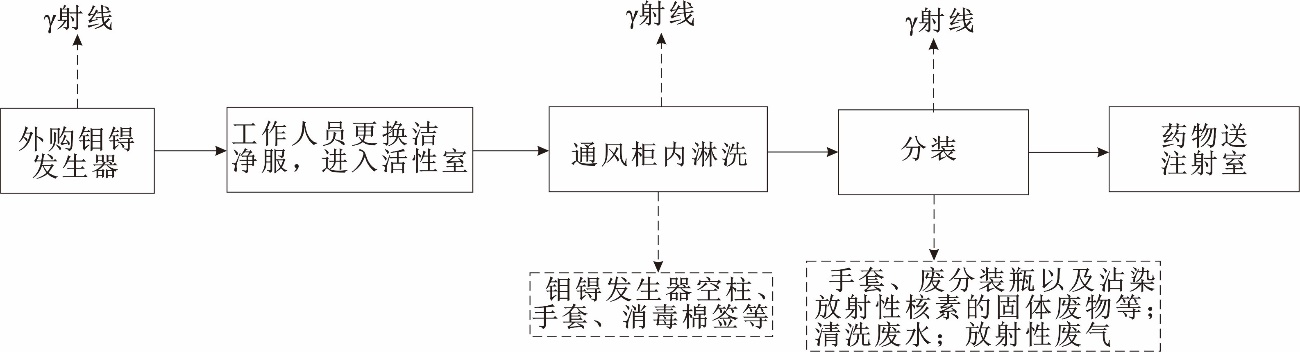 γ射线
γ射线
γ射线
外购钼锝
发生器
工作人员更换洁
净服，进入活性室
通风柜内淋洗
分装
药物送
注射室
钼锝发生器空柱、
手套、消毒棉签等
手套、废分装瓶以及沾染
放射性核素的固体废物等；
清洗废水；放射性废气